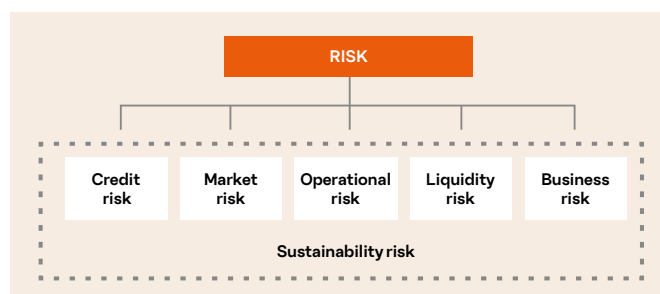 RISK
Credit
risk
Market
risk
Operational
risk
Liquidity
risk
Business
risk
Sustainability risk